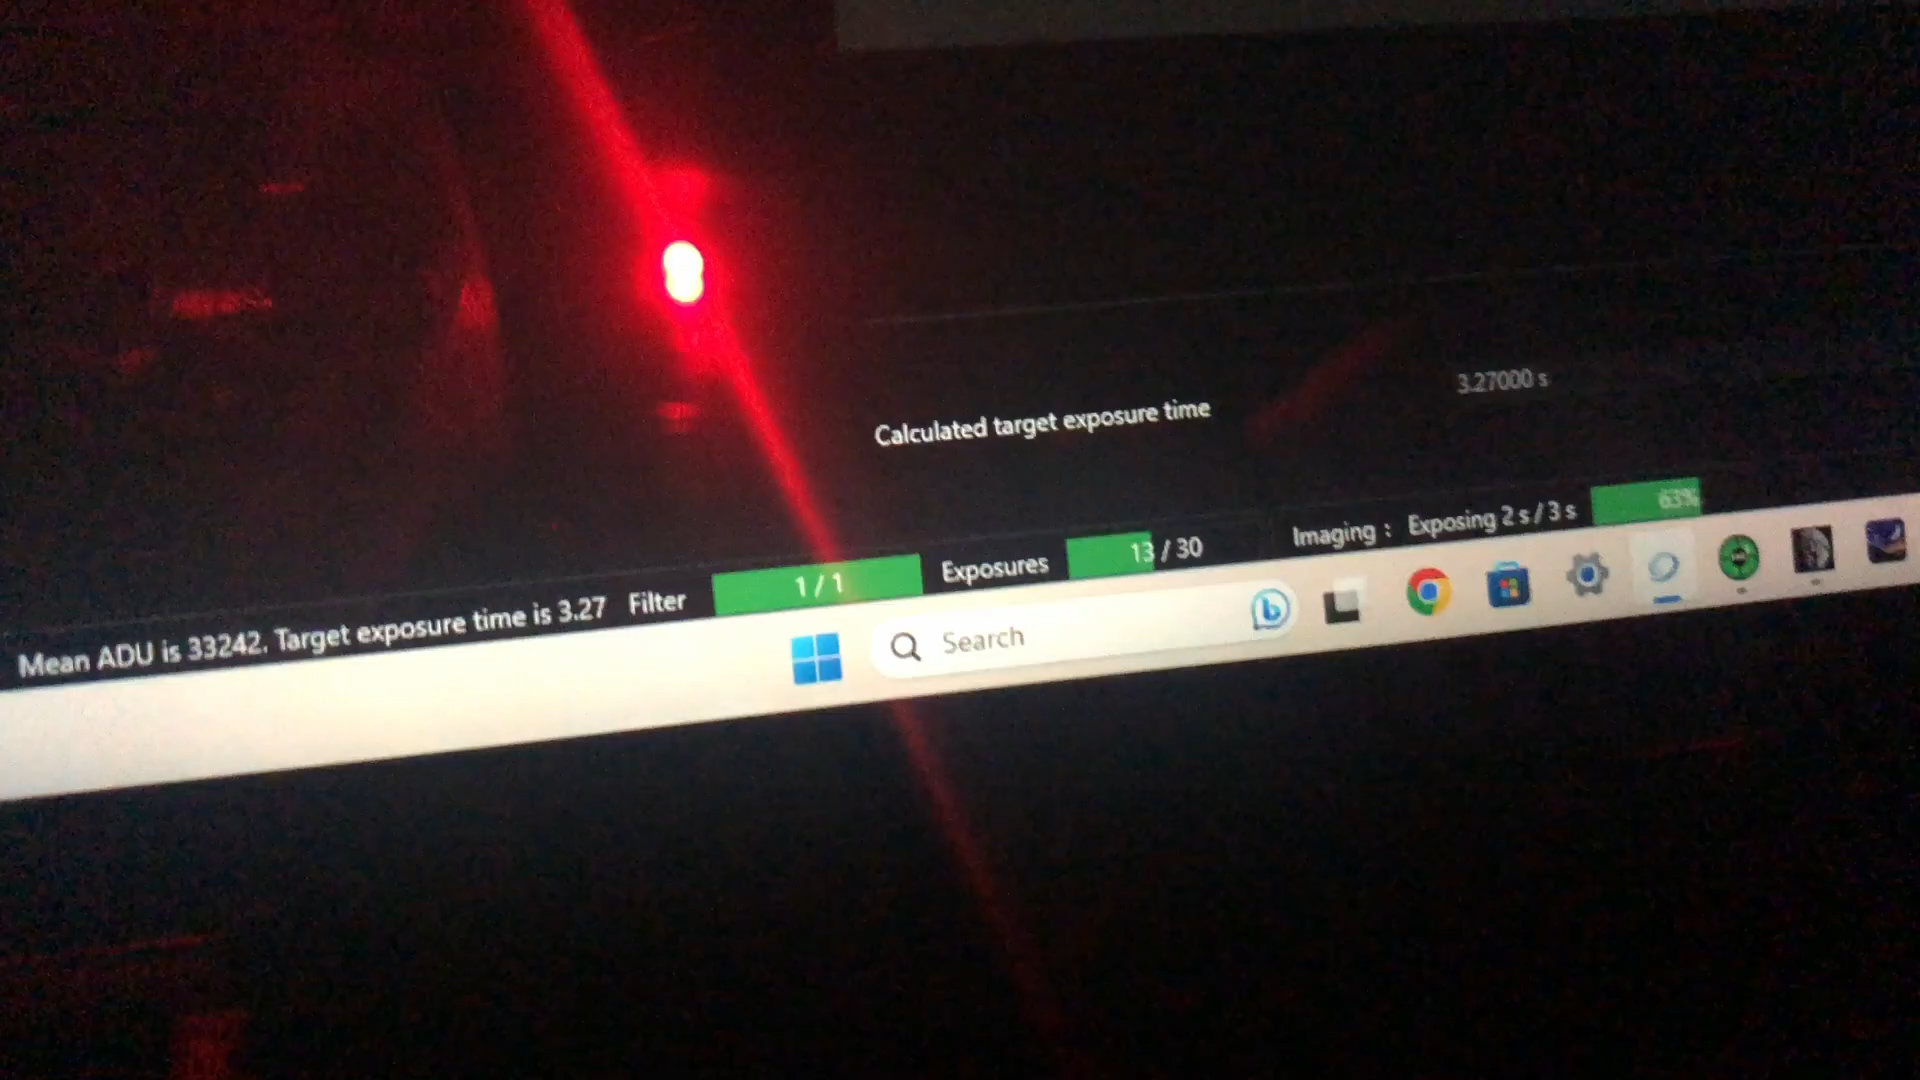 3.27000 s
Calculated target exposure time
Mean ADU is 33242. Target exposure time is 3.27 Filter 1 / 1 Exposures 13 / 30 Imaging : Exposing 2 s / 3 s 63%
Search